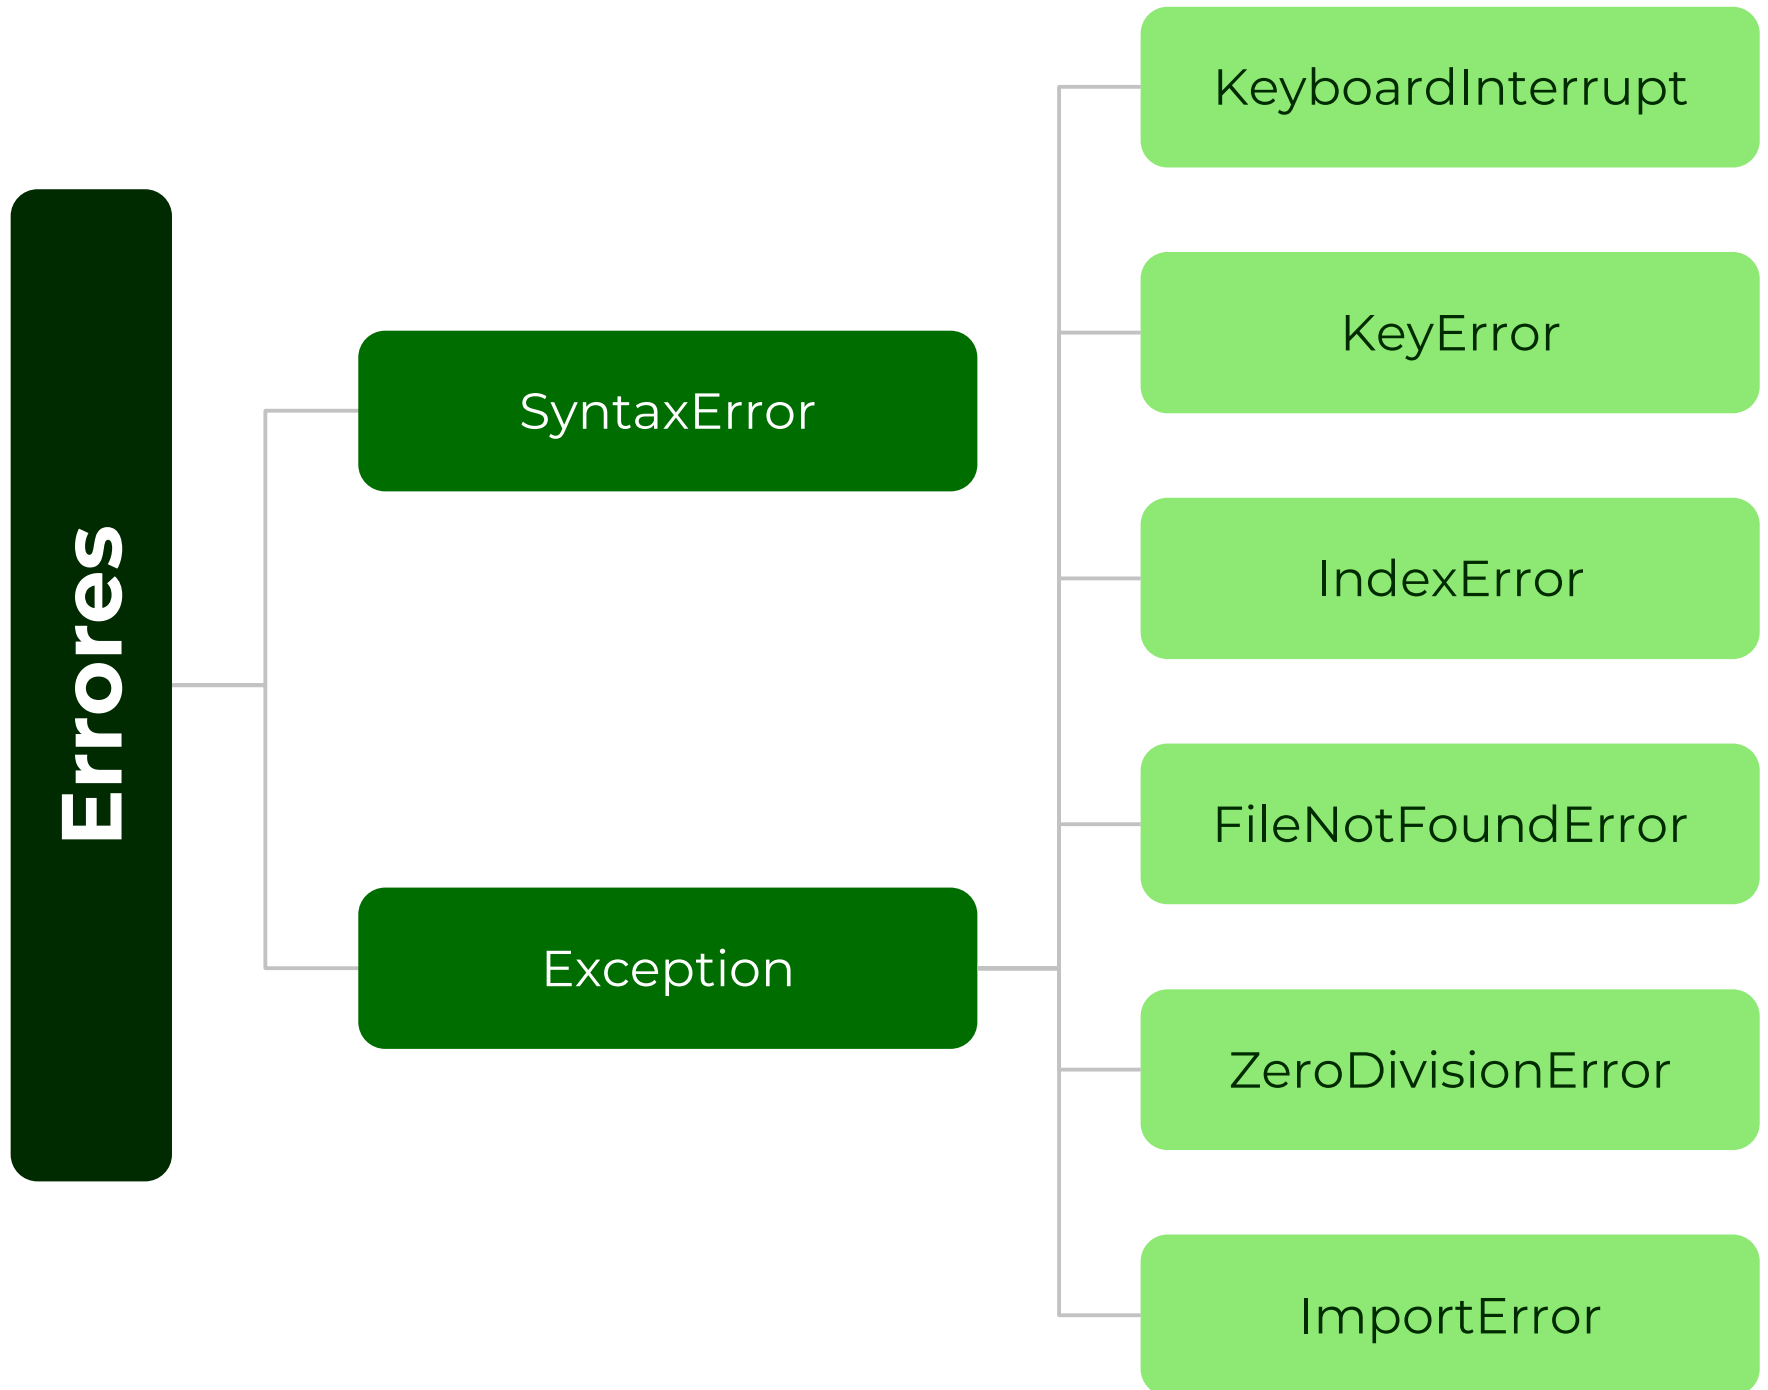 Errores
SyntaxError
Exception
KeyboardInterrupt
KeyError
IndexError
FileNotFoundError
ZeroDivisionError
ImportError